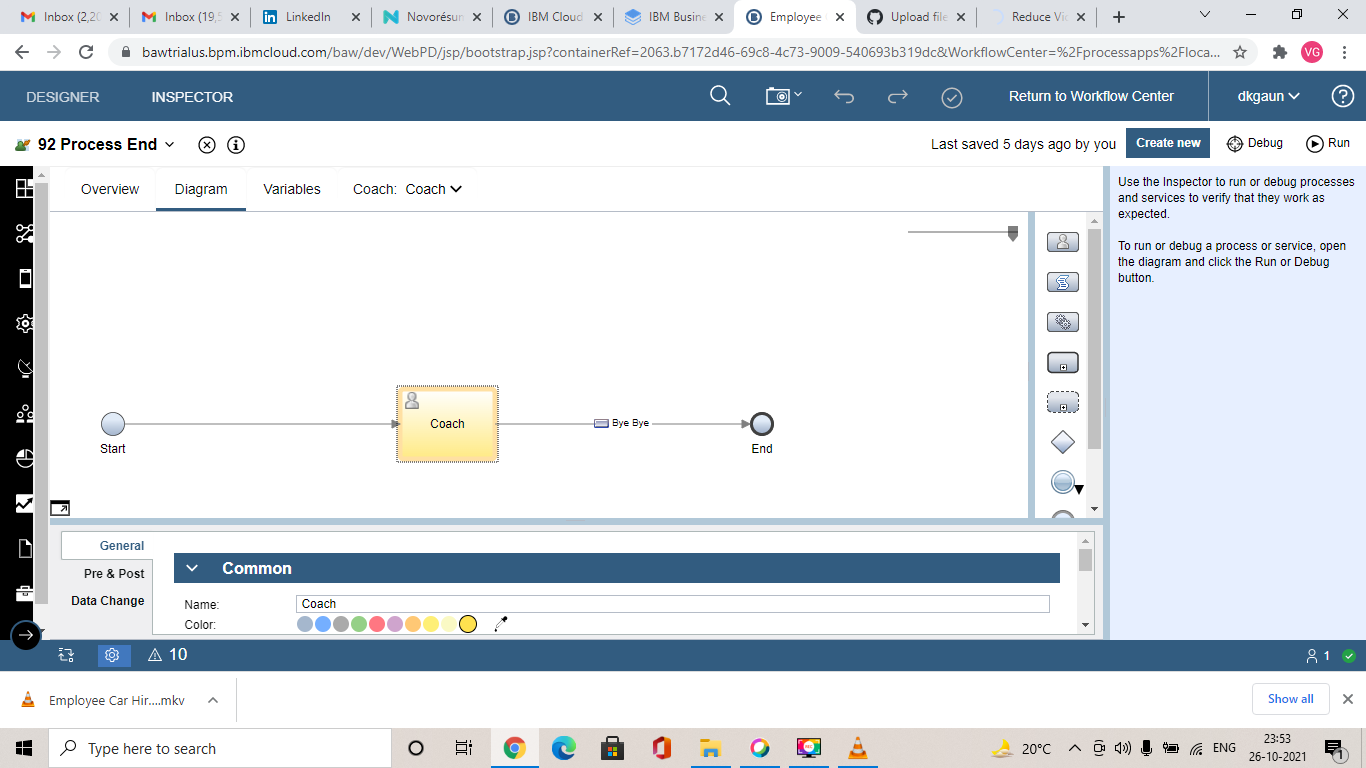 Inbox (2,20
Inbox (19,5
LinkedIn
Novorésum
IBM Cloud
IBM Busine
Employee
Upload file
Reduce Vid
bawtrialus.bpm.ibmcloud.com/baw/dev/WebPD/jsp/bootstrap.jsp?containerRef=2063.b7172d46-69c8-4c73-9009-540693b319dc&WorkflowCenter=%2Fprocessapps%2Floca...
VG
DESIGNER
INSPECTOR
Return to Workflow Center
dkgaun
92 Process End
Last saved 5 days ago by you
Create new
Debug
Run
Overview
Diagram
Variables
Coach: Coach
Use the Inspector to run or debug processes
and services to verify that they work as
expected.
To run or debug a process or service, open
the diagram and click the Run or Debug
button.
Coach
Bye Bye
Start
End
General
Pre & Post
Data Change
Common
Name:
Coach
Color:
10
1
Employee Car Hir....mkv
Show all
Type here to search
20°C
ENG
23:53
26-10-2021
1